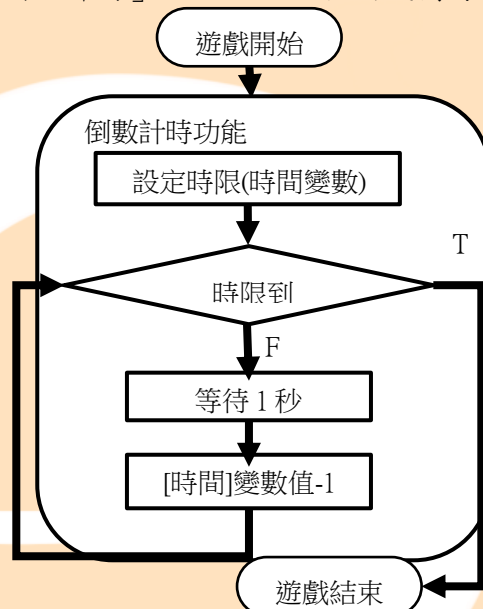 遊戲開始
倒數計時功能
設定時限(時間變數)
T
時限到
F
等待 1 秒
[時間]變數值-1
遊戲結束